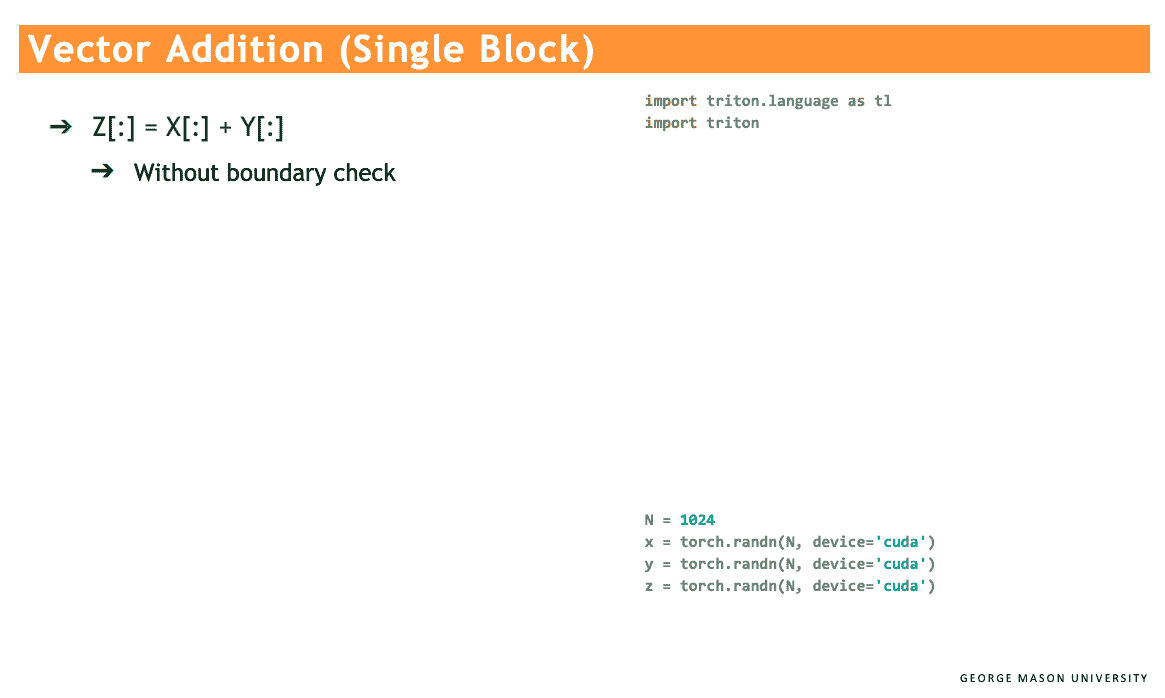 Vector Addition (Single Block)
➔ Z[:] = X[:] + Y[:]
➔ Without boundary check
import triton.language as tl
import triton
N = 1024
x = torch.randn(N, device='cuda')
y = torch.randn(N, device='cuda')
z = torch.randn(N, device='cuda')
GEORGE MASON UNIVERSITY